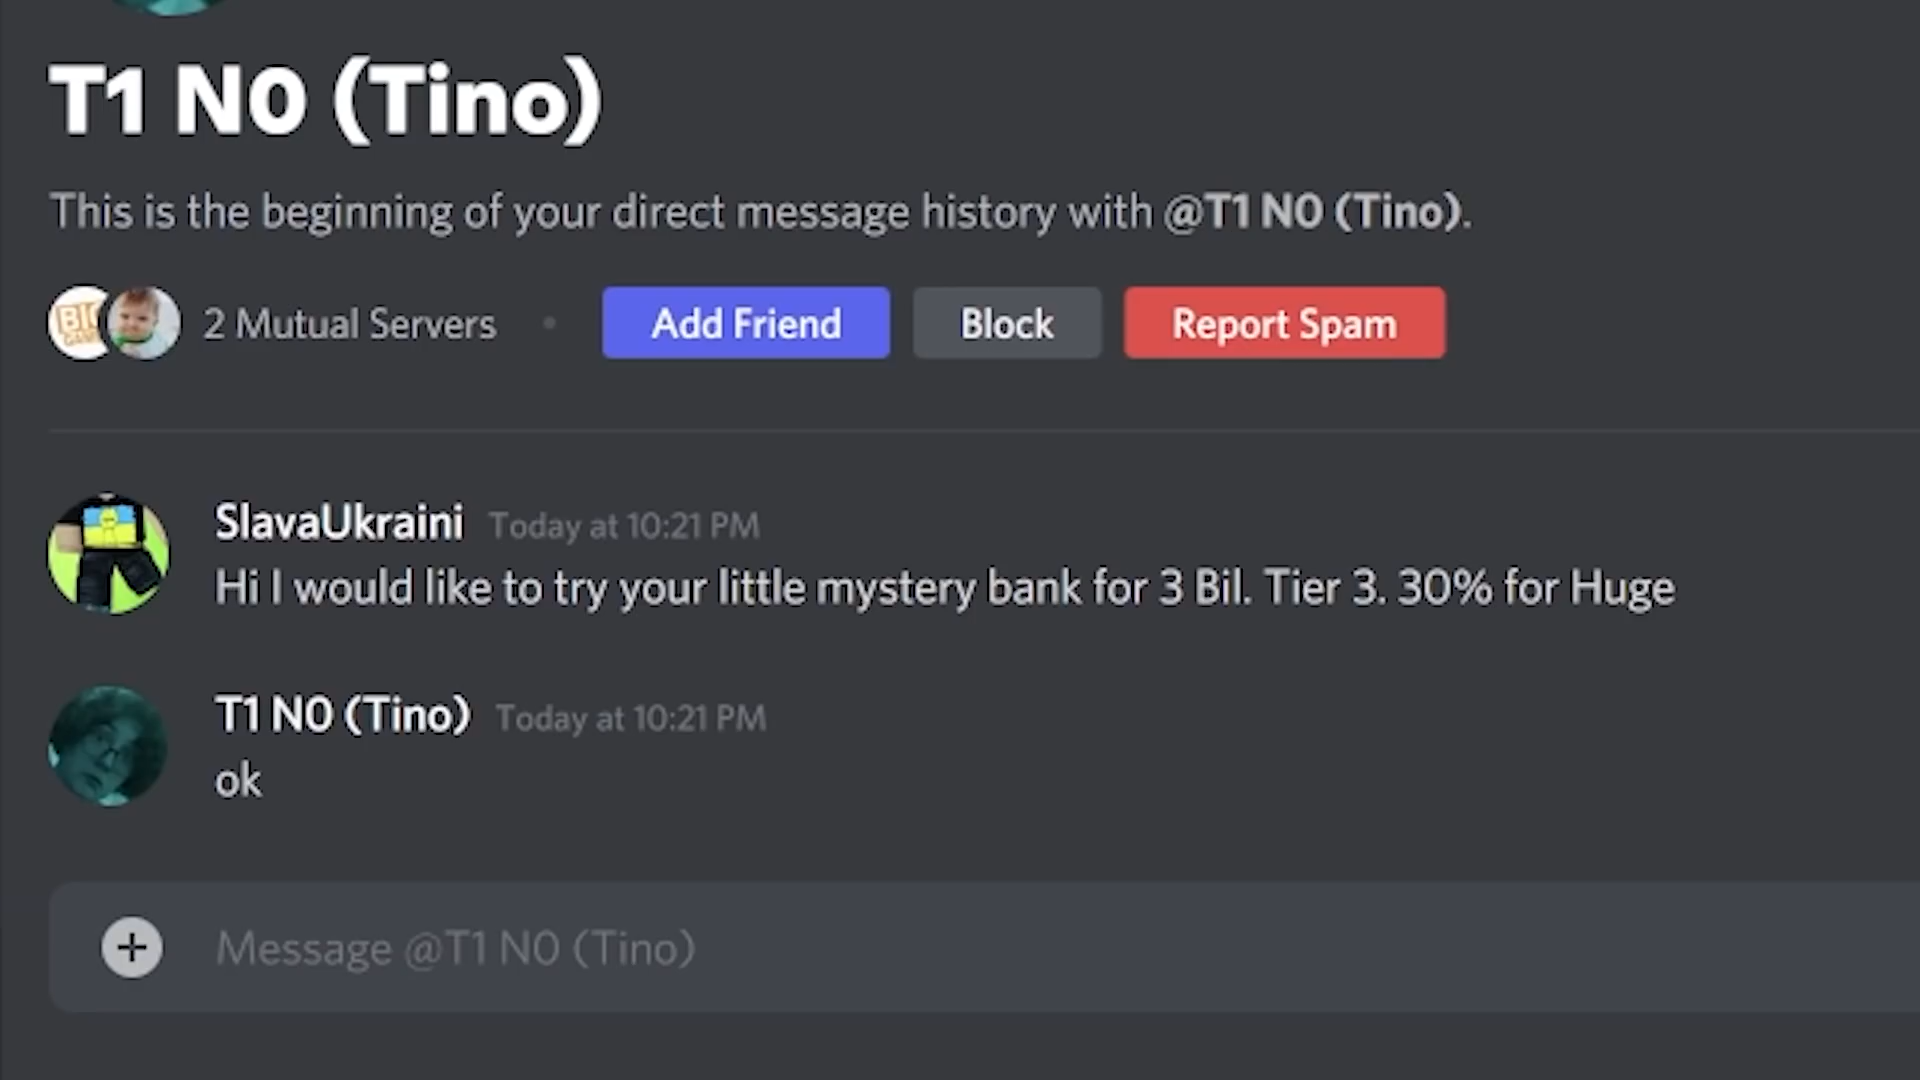 T1 N0 (Tino)
This is the beginning of your direct message history with @T1 N0 (Tino).
2 Mutual Servers
Add Friend
Block
Report Spam
SlavaUkraini Today at 10:21 PM
Hi I would like to try your little mystery bank for 3 Bil. Tier 3. 30% for Huge
T1 N0 (Tino) Today at 10:21 PM
ok
Message @T1 N0 (Tino)